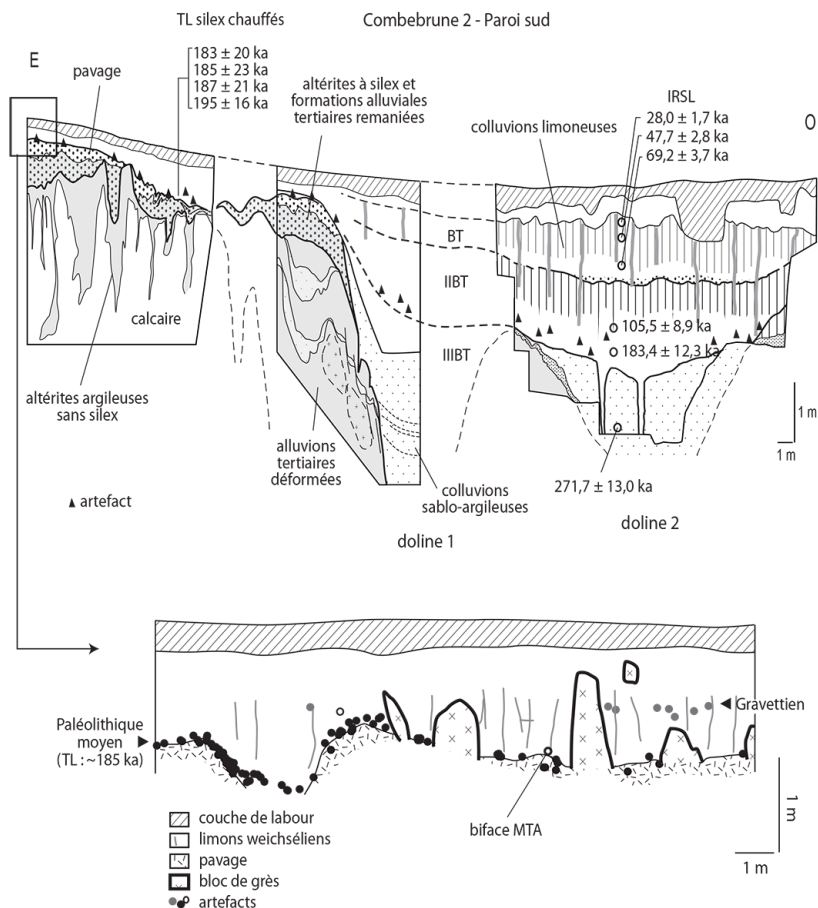 TL silex chauffés
Combebrune 2 - Paroi sud
E
183 ± 20 ka
185 ± 23 ka
187 ± 21 ka
195 ± 16 ka
pavage
altérites à silex et
formations alluviales
tertiaires remaniées
IRSL
28,0 ± 1,7 ka
47,7 ± 2,8 ka
69,2 ± 3,7 ka
O
colluvions limoneuses
BT
IIBT
IIIBT
calcaire
105,5 ± 8,9 ka
183,4 ± 12,3 ka
altérites argileuses
sans silex
alluvions
tertiaires
déformées
1 m
1 m
271,7 ± 13,0 ka
colluvions
sablo-argileuses
artefact
doline 1
doline 2
Gravettien
Paléolithique
moyen
(TL : ~185 ka)
biface MTA
1 m
1 m
couche de labour
limons weichséliens
pavage
bloc de grès
artefacts